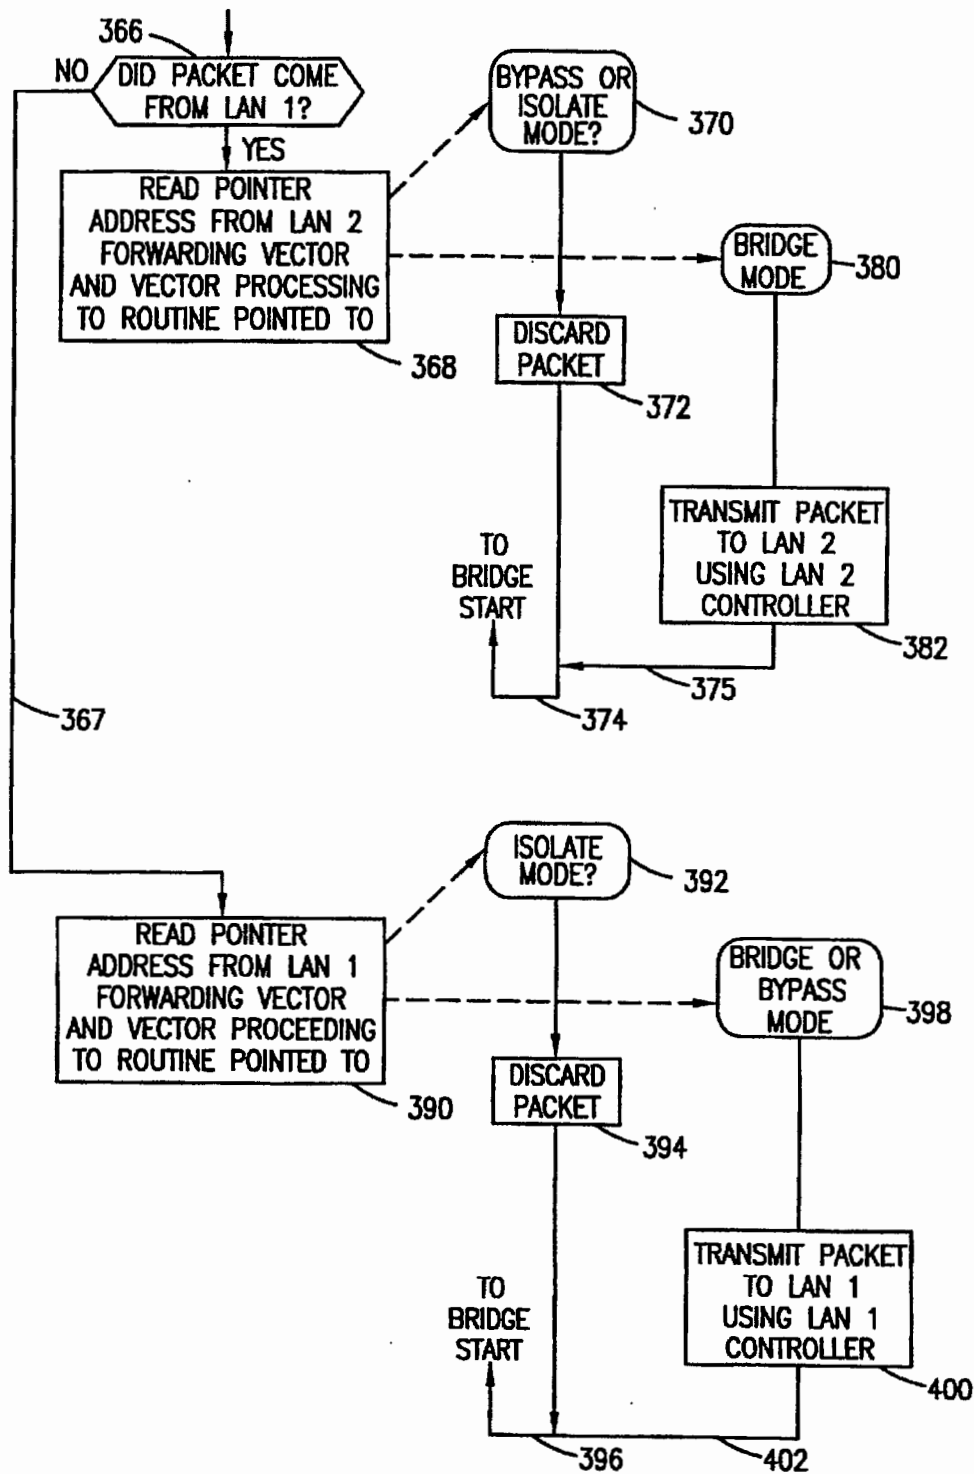 366
NO
DID PACKET COME
FROM LAN 1?
YES
READ POINTER
ADDRESS FROM LAN 2
FORWARDING VECTOR
AND VECTOR PROCESSING
TO ROUTINE POINTED TO
368
BYPASS OR
ISOLATE
MODE?
370
BRIDGE
MODE
380
DISCARD
PACKET
372
TRANSMIT PACKET
TO LAN 2
USING LAN 2
CONTROLLER
382
TO
BRIDGE
START
375
374
367
ISOLATE
MODE?
392
READ POINTER
ADDRESS FROM LAN 1
FORWARDING VECTOR
AND VECTOR PROCEEDING
TO ROUTINE POINTED TO
390
BRIDGE OR
BYPASS
MODE
398
DISCARD
PACKET
394
TRANSMIT PACKET
TO LAN 1
USING LAN 1
CONTROLLER
400
TO
BRIDGE
START
396
402